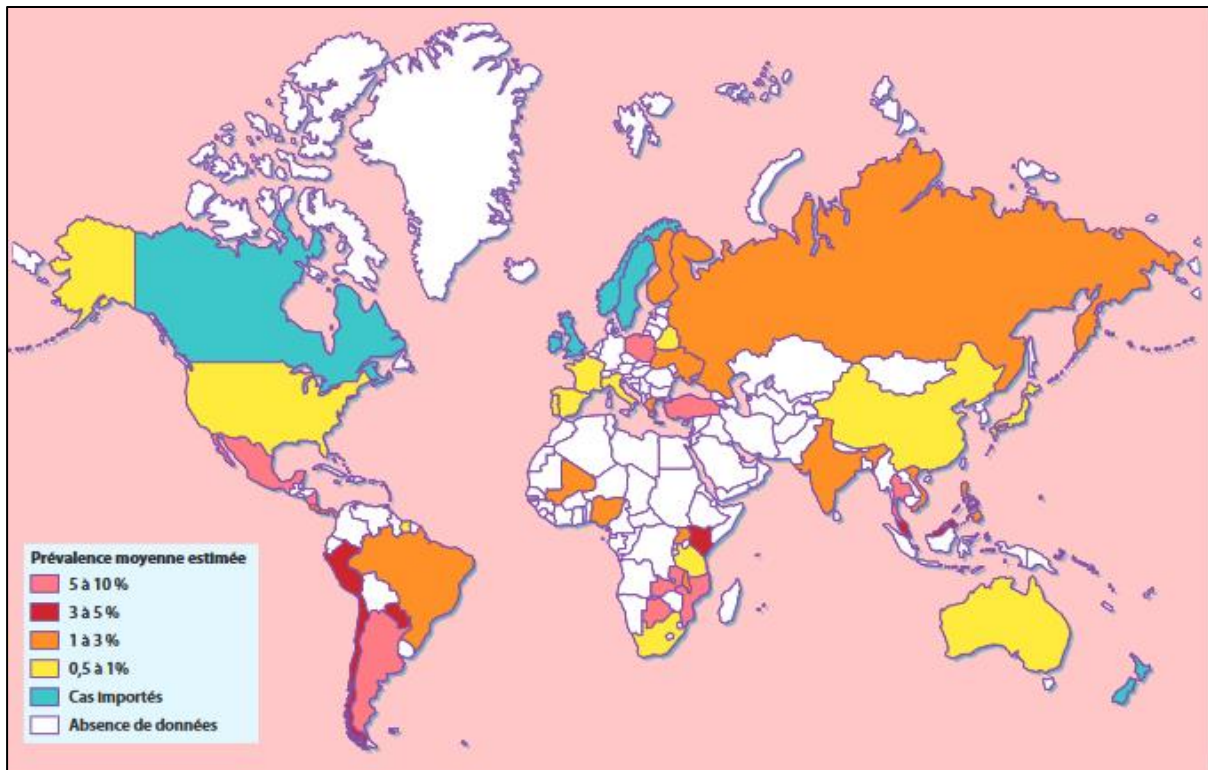 Prévalence moyenne estimée
5 à 10 %
3 à 5 %
1 à 3 %
0,5 à 1%
Cas importés
Absence de données